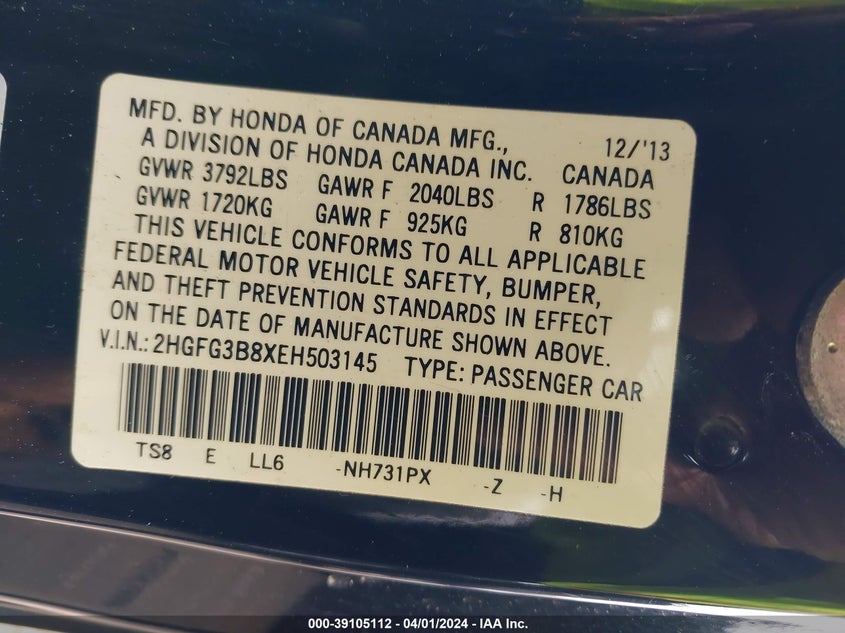 MFD. BY HONDA OF CANADA MFG., 12/'13
A DIVISION OF HONDA CANADA INC. CANADA
GVWR 3792LBS GAWR F 2040LBS R 1786LBS
GVWR 1720KG GAWR F 925KG R 810KG
THIS VEHICLE CONFORMS TO ALL APPLICABLE
FEDERAL MOTOR VEHICLE SAFETY, BUMPER,
AND THEFT PREVENTION STANDARDS IN EFFECT
ON THE DATE OF MANUFACTURE SHOWN ABOVE.
V.I.N.: 2HGFG3B8XEH503145 TYPE: PASSENGER CAR
TS8 E LL6 -NH731PX -Z -H
000-39105112 - 04/01/2024 - IAA Inc.